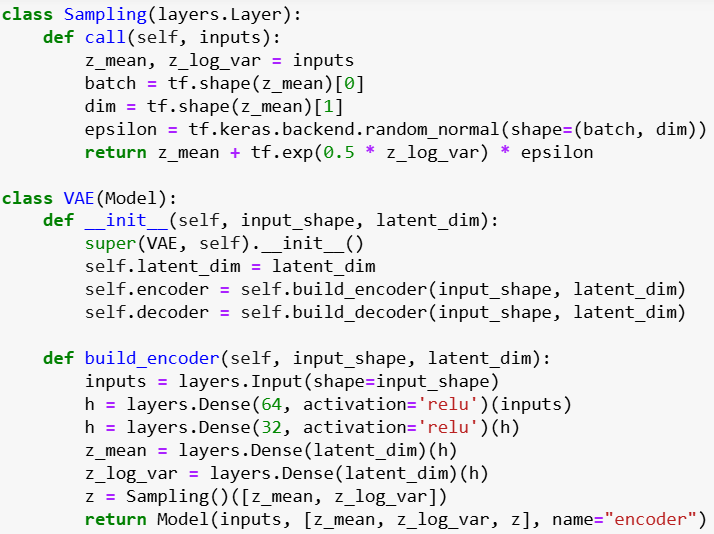 class Sampling(layers.Layer):
    def call(self, inputs):
        z_mean, z_log_var = inputs
        batch = tf.shape(z_mean)[0]
        dim = tf.shape(z_mean)[1]
        epsilon = tf.keras.backend.random_normal(shape=(batch, dim))
        return z_mean + tf.exp(0.5 * z_log_var) * epsilon

class VAE(Model):
    def __init__(self, input_shape, latent_dim):
        super(VAE, self).__init__()
        self.latent_dim = latent_dim
        self.encoder = self.build_encoder(input_shape, latent_dim)
        self.decoder = self.build_decoder(input_shape, latent_dim)

    def build_encoder(self, input_shape, latent_dim):
        inputs = layers.Input(shape=input_shape)
        h = layers.Dense(64, activation='relu')(inputs)
        h = layers.Dense(32, activation='relu')(h)
        z_mean = layers.Dense(latent_dim)(h)
        z_log_var = layers.Dense(latent_dim)(h)
        z = Sampling()([z_mean, z_log_var])
        return Model(inputs, [z_mean, z_log_var, z], name="encoder")